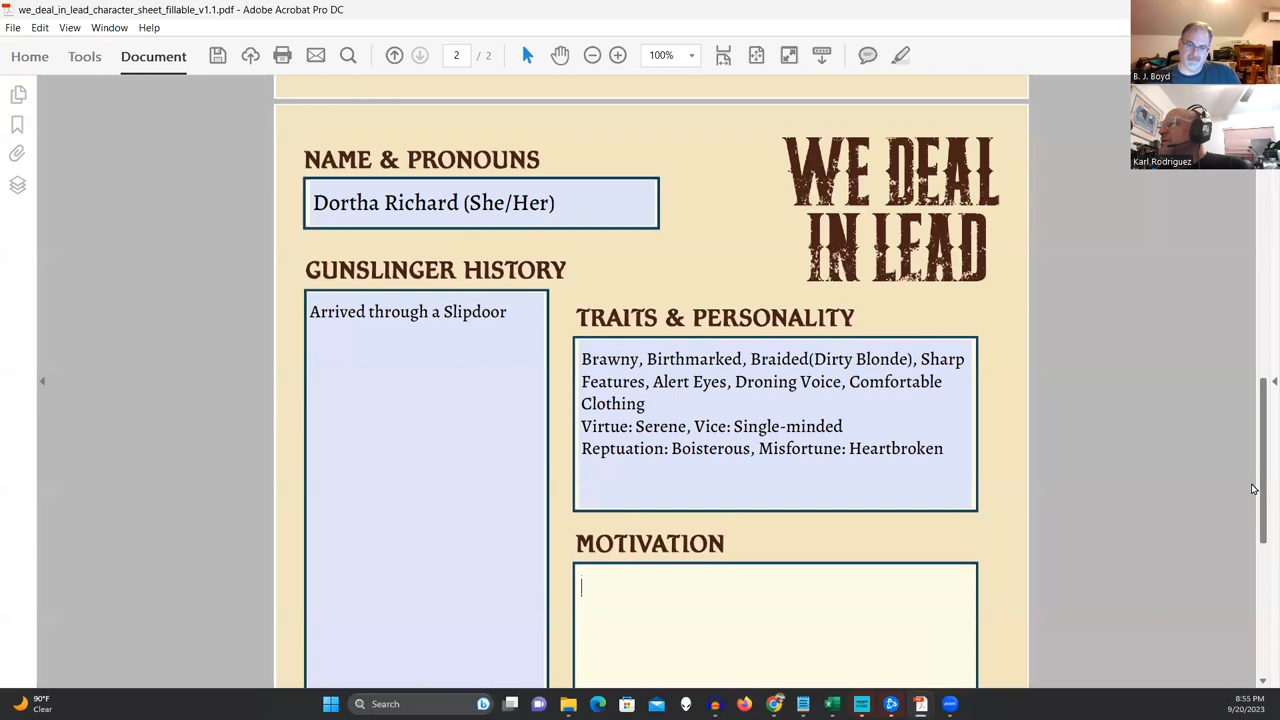 we_deal_in_lead_character_sheet_fillable_v1.1.pdf - Adobe Acrobat Pro DC
File Edit View Window Help
Home Tools Document 2 / 2 100%
B. J. Boyd
Karl Rodriguez
NAME & PRONOUNS
Dortha Richard (She/Her)
WE DEAL
IN LEAD
GUNSLINGER HISTORY
Arrived through a Slipdoor
TRAITS & PERSONALITY
Brawny, Birthmarked, Braided(Dirty Blonde), Sharp
Features, Alert Eyes, Droning Voice, Comfortable
Clothing
Virtue: Serene, Vice: Single-minded
Reptuation: Boisterous, Misfortune: Heartbroken
MOTIVATION
90°F
Clear
Search
8:55 PM
9/20/2023